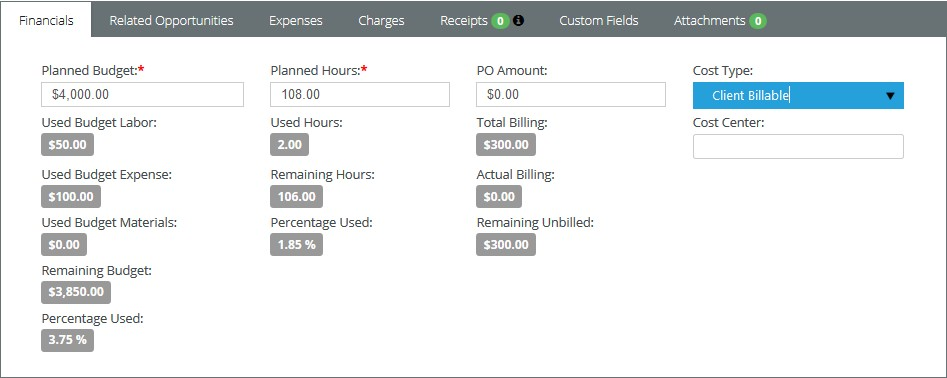 Financials Related Opportunities Expenses Charges Receipts 0 i Custom Fields Attachments 0
Planned Budget:* Planned Hours:* PO Amount: Cost Type:
$4,000.00 108.00 $0.00 Client Billable
Used Budget Labor: Used Hours: Total Billing: Cost Center:
$50.00 2.00 $300.00
Used Budget Expense: Remaining Hours: Actual Billing:
$100.00 106.00 $0.00
Used Budget Materials: Percentage Used: Remaining Unbilled:
$0.00 1.85 % $300.00
Remaining Budget:
$3,850.00
Percentage Used:
3.75 %